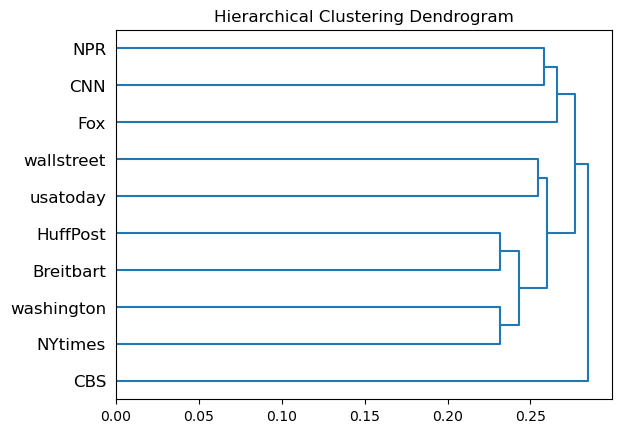 Hierarchical Clustering Dendrogram
NPR
CNN
Fox
wallstreet
usatoday
HuffPost
Breitbart
washington
NYtimes
CBS
0.00 0.05 0.10 0.15 0.20 0.25